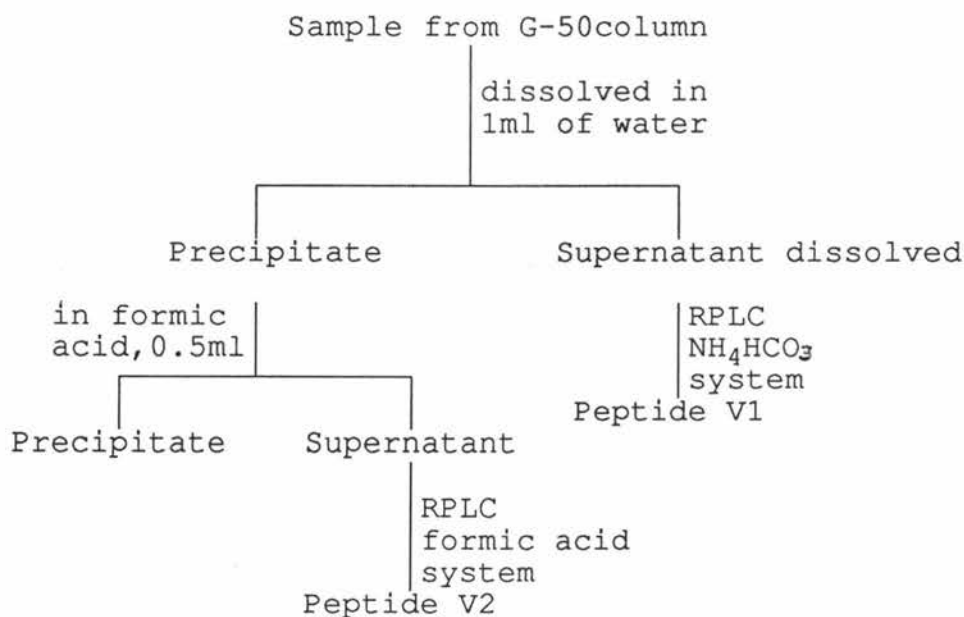 Sample from G-50column
dissolved in
1ml of water
Precipitate
Supernatant dissolved
in formic
acid,0.5ml
RPLC
NH₄HCO₃
system
Peptide V1
Precipitate
Supernatant
RPLC
formic acid
system
Peptide V2